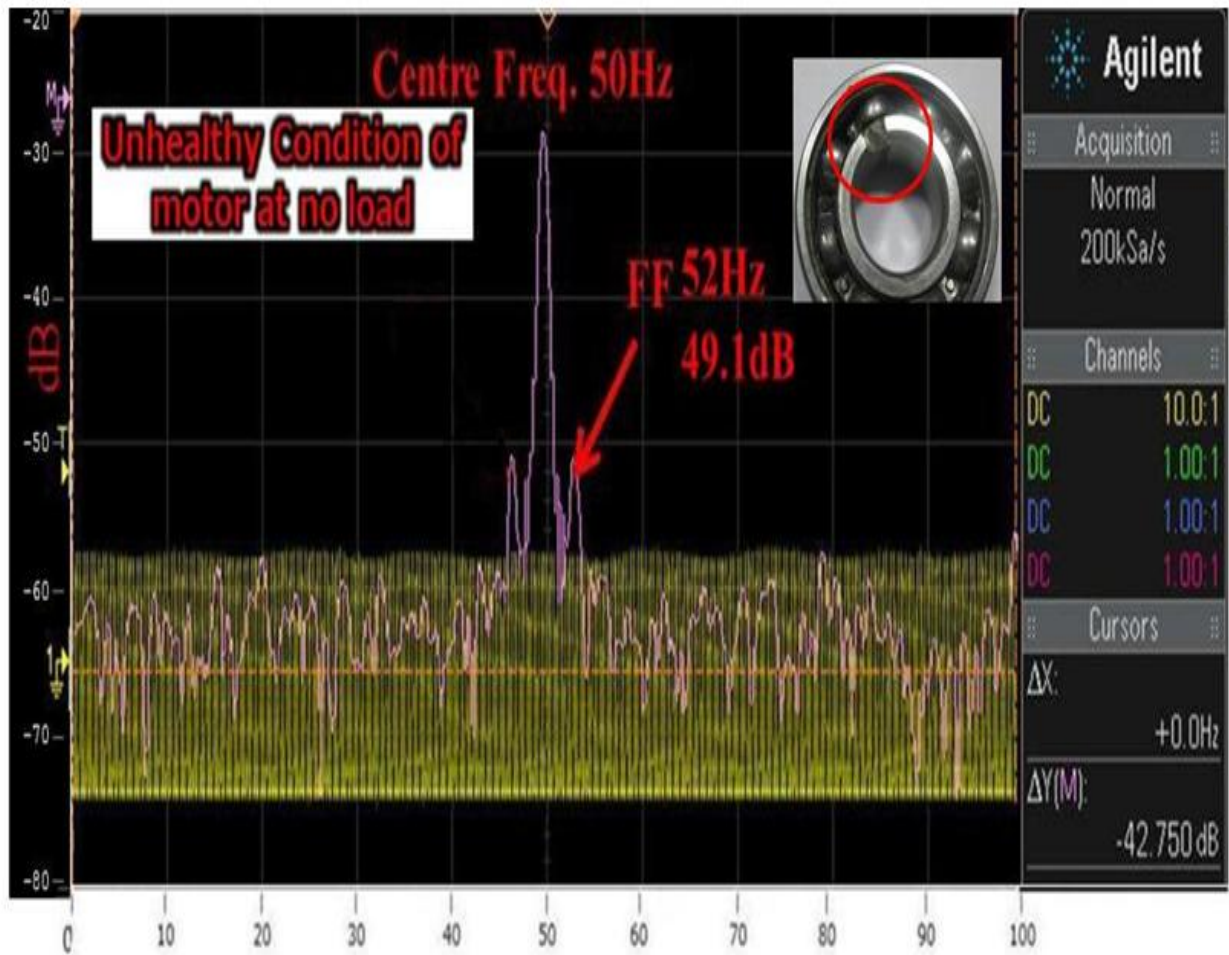 -20
-30
-40
-50
-60
-70
-80
dB
M
T
1
Centre Freq. 50Hz
Unhealthy Condition of
motor at no load
FF 52Hz
49.1dB
Agilent
Acquisition
Normal
200kSa/s
Channels
DC 10.0:1
DC 1.00:1
DC 1.00:1
DC 1.00:1
Cursors
ΔX:
+0.0Hz
ΔY(M):
-42.750 dB
0 10 20 30 40 50 60 70 80 90 100